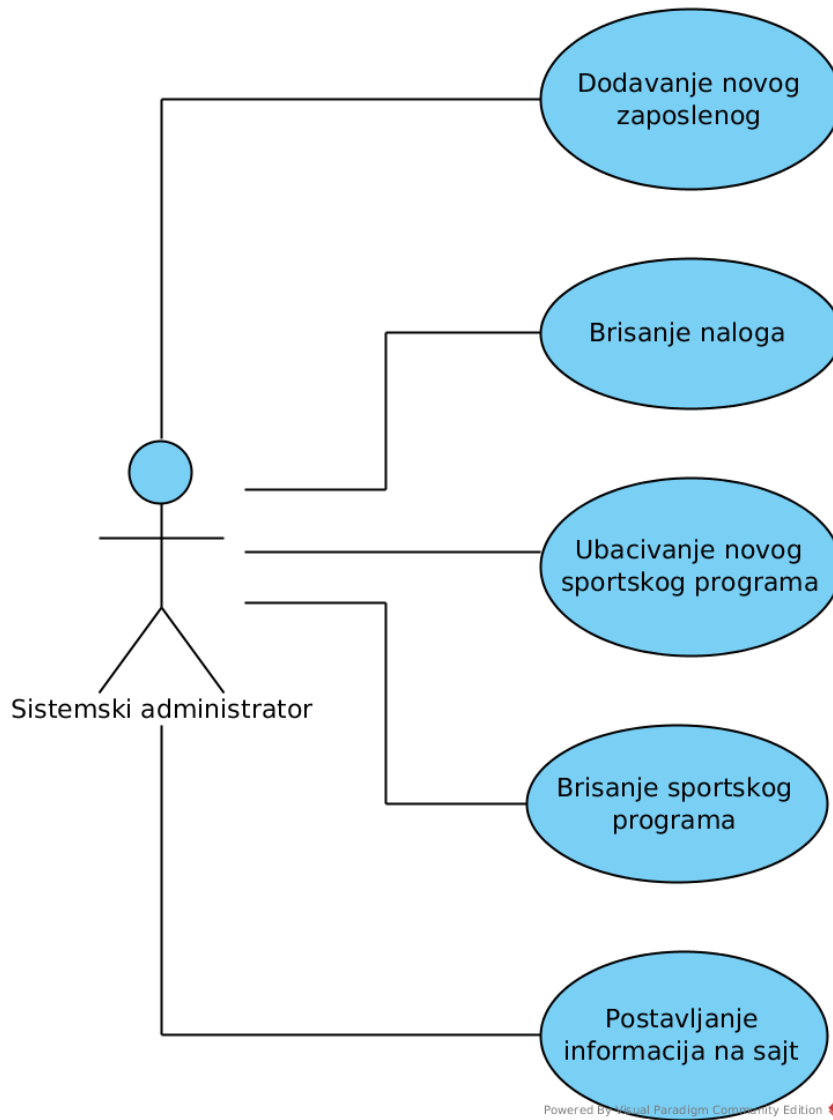 Dodavanje novog
zaposlenog
Brisanje naloga
Ubacivanje novog
sportskog programa
Sistemski administrator
Brisanje sportskog
programa
Postavljanje
informacija na sajt
Powered By Visual Paradigm Community Edition